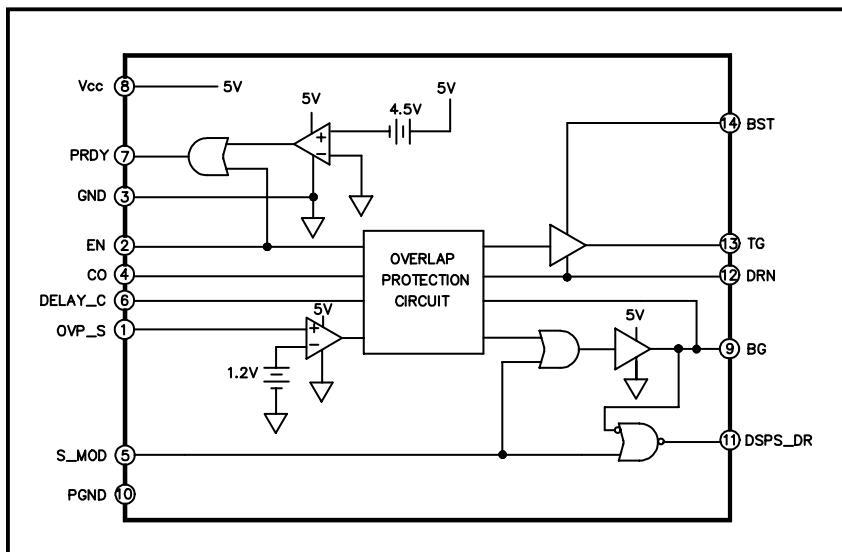 Vcc 8 5V
5V
4.5V
5V
+
−
PRDY 7
GND 3
EN 2
CO 4
DELAY_C 6
OVP_S 1
OVERLAP
PROTECTION
CIRCUIT
5V
+
−
1.2V
S_MOD 5
PGND 10
14 BST
13 TG
12 DRN
5V
9 BG
11 DSPS_DR